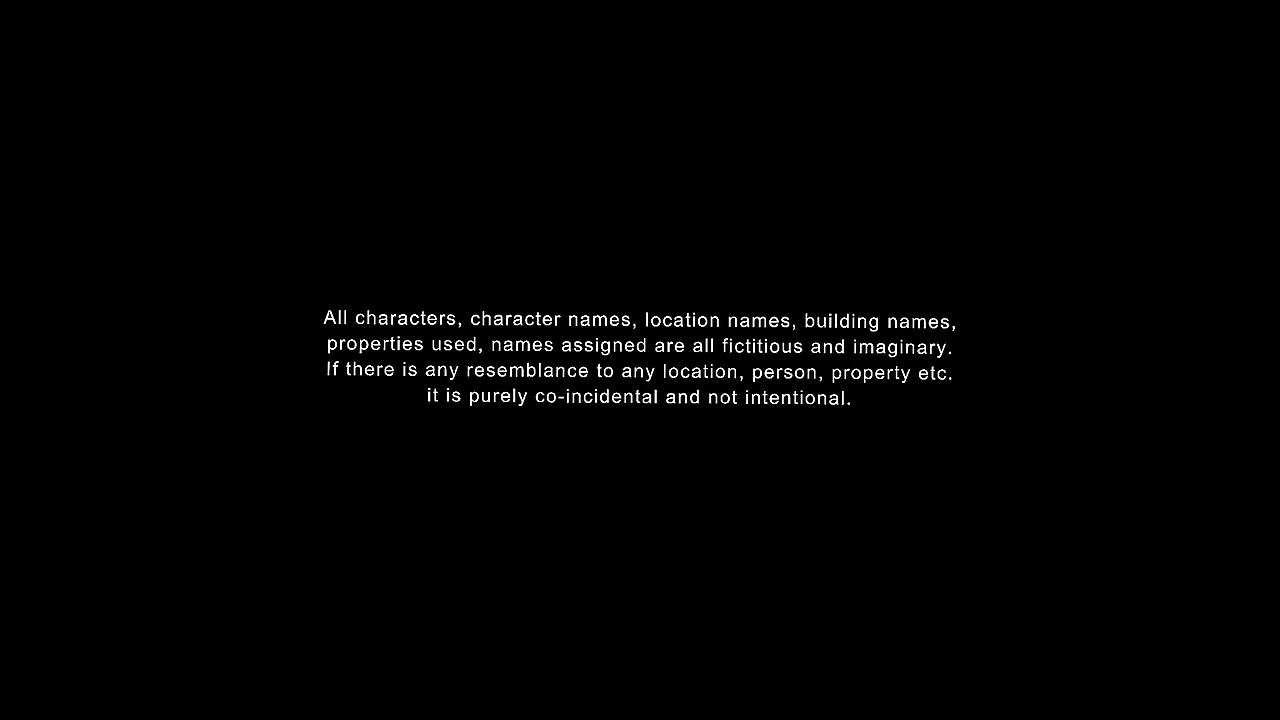 All characters, character names, location names, building names,
properties used, names assigned are all fictitious and imaginary.
If there is any resemblance to any location, person, property etc.
it is purely co-incidental and not intentional.